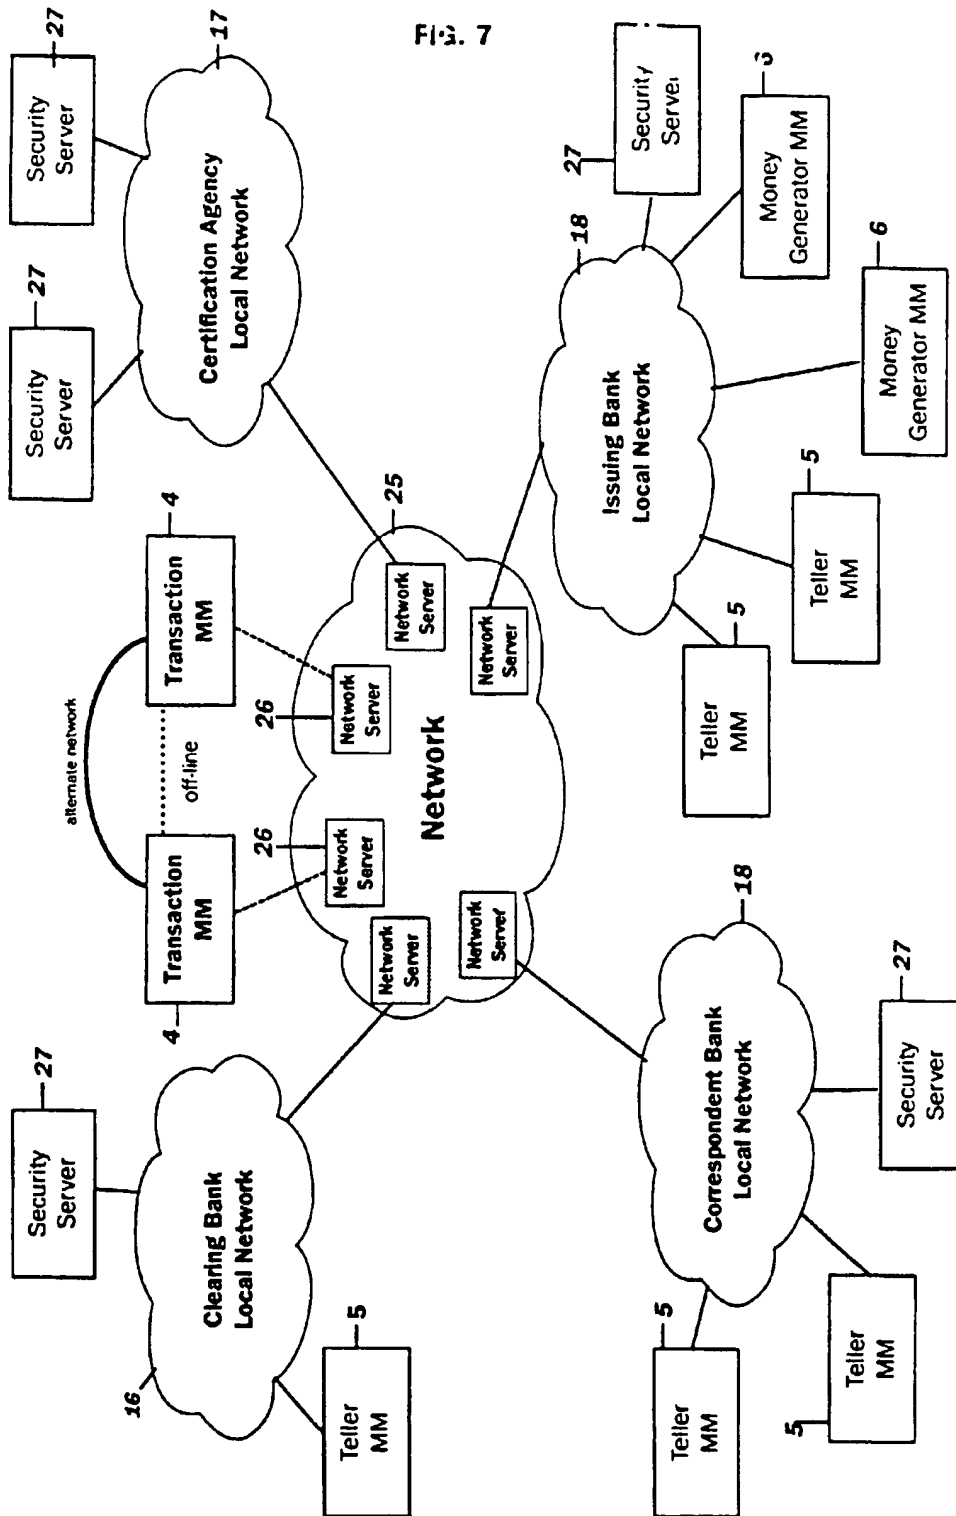 FIG. 7
27
Security
Server
27
Security
Server
17
Certification Agency
Local Network
4
Transaction
MM
4
Transaction
MM
alternate network
off-line
27
Security
Server
16
Clearing Bank
Local Network
5
Teller
MM
25
Network
26
Network
Server
26
Network
Server
Network
Server
Network
Server
Network
Server
Network
Server
18
Issuing Bank
Local Network
27
Security
Server
Money
Generator MM
6
Money
Generator MM
5
Teller
MM
5
Teller
MM
18
Correspondent Bank
Local Network
27
Security
Server
5
Teller
MM
5
Teller
MM